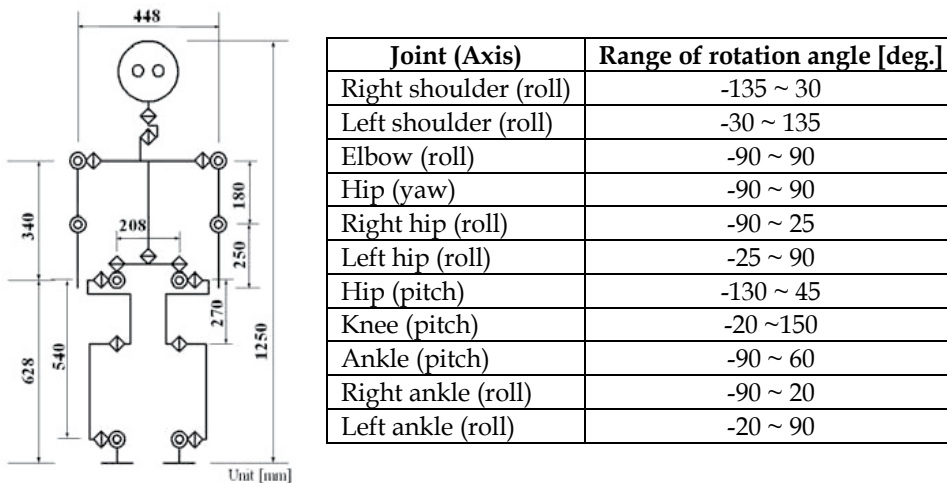 448
340
180
208
250
270
1250
628
540
Unit [mm]
Joint (Axis) Range of rotation angle [deg.]
Right shoulder (roll) -135 ~ 30
Left shoulder (roll) -30 ~ 135
Elbow (roll) -90 ~ 90
Hip (yaw) -90 ~ 90
Right hip (roll) -90 ~ 25
Left hip (roll) -25 ~ 90
Hip (pitch) -130 ~ 45
Knee (pitch) -20 ~150
Ankle (pitch) -90 ~ 60
Right ankle (roll) -90 ~ 20
Left ankle (roll) -20 ~ 90